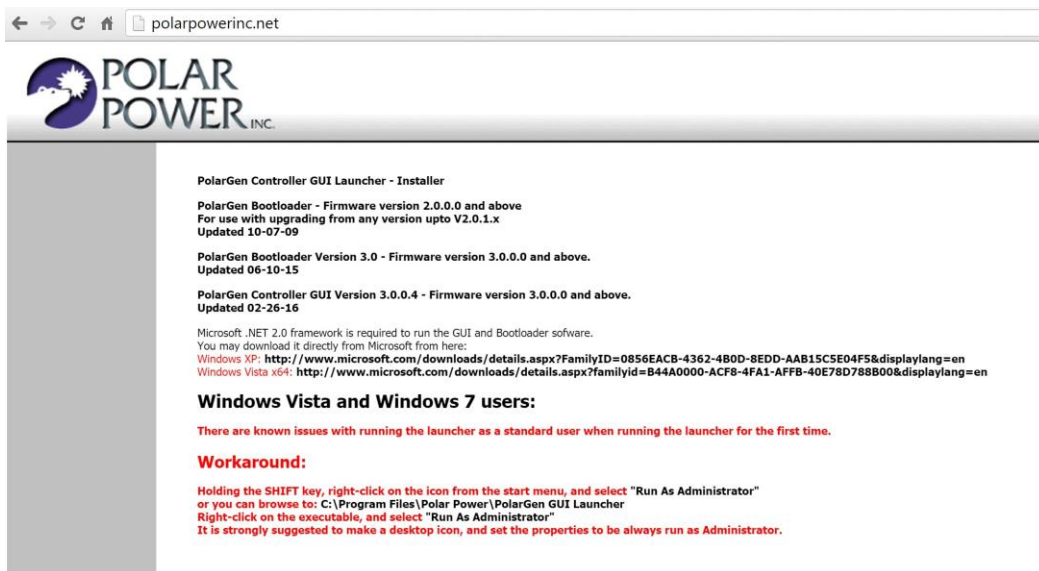 polarpowerinc.net
POLAR
POWER INC.
PolarGen Controller GUI Launcher - Installer
PolarGen Bootloader - Firmware version 2.0.0.0 and above
For use with upgrading from any version upto V2.0.1.x
Updated 10-07-09
PolarGen Bootloader Version 3.0 - Firmware version 3.0.0.0 and above.
Updated 06-10-15
PolarGen Controller GUI Version 3.0.0.4 - Firmware version 3.0.0.0 and above.
Updated 02-26-16
Microsoft .NET 2.0 framework is required to run the GUI and Bootloader sofware.
You may download it directly from Microsoft from here:
Windows XP: http://www.microsoft.com/downloads/details.aspx?FamilyID=0856EACB-4362-4B0D-8EDD-AAB15C5E04F5&displaylang=en
Windows Vista x64: http://www.microsoft.com/downloads/details.aspx?familyid=B44A0000-ACF8-4FA1-AFFB-40E78D788B00&displaylang=en
Windows Vista and Windows 7 users:
There are known issues with running the launcher as a standard user when running the launcher for the first time.
Workaround:
Holding the SHIFT key, right-click on the icon from the start menu, and select "Run As Administrator"
or you can browse to: C:\Program Files\Polar Power\PolarGen GUI Launcher
Right-click on the executable, and select "Run As Administrator"
It is strongly suggested to make a desktop icon, and set the properties to be always run as Administrator.